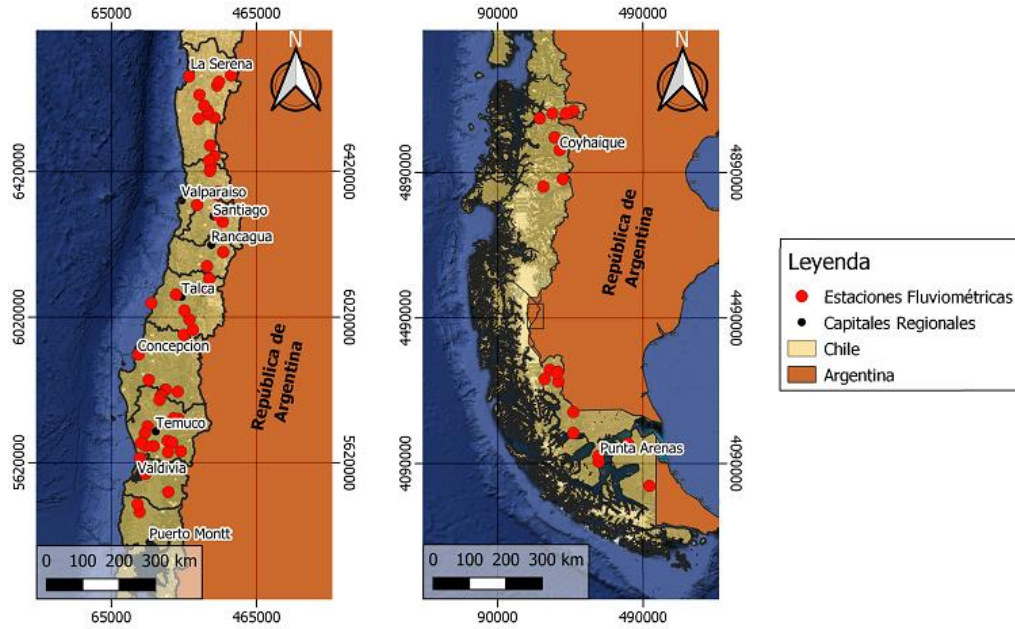 65000
465000
90000
490000
N
N
La Serena
Coyhaique
6420000
6420000
4890000
4890000
Valparaiso
Santiago
Rancagua
República de
Argentina
Leyenda
Estaciones Fluviométricas
Capitales Regionales
Chile
Argentina
Talca
6020000
6020000
4490000
4490000
Concepcion
República de
Argentina
Temuco
Valdivia
5620000
5620000
Punta Arenas
4090000
4090000
Puerto Montt
0 100 200 300 km
0 100 200 300 km
65000
465000
90000
490000